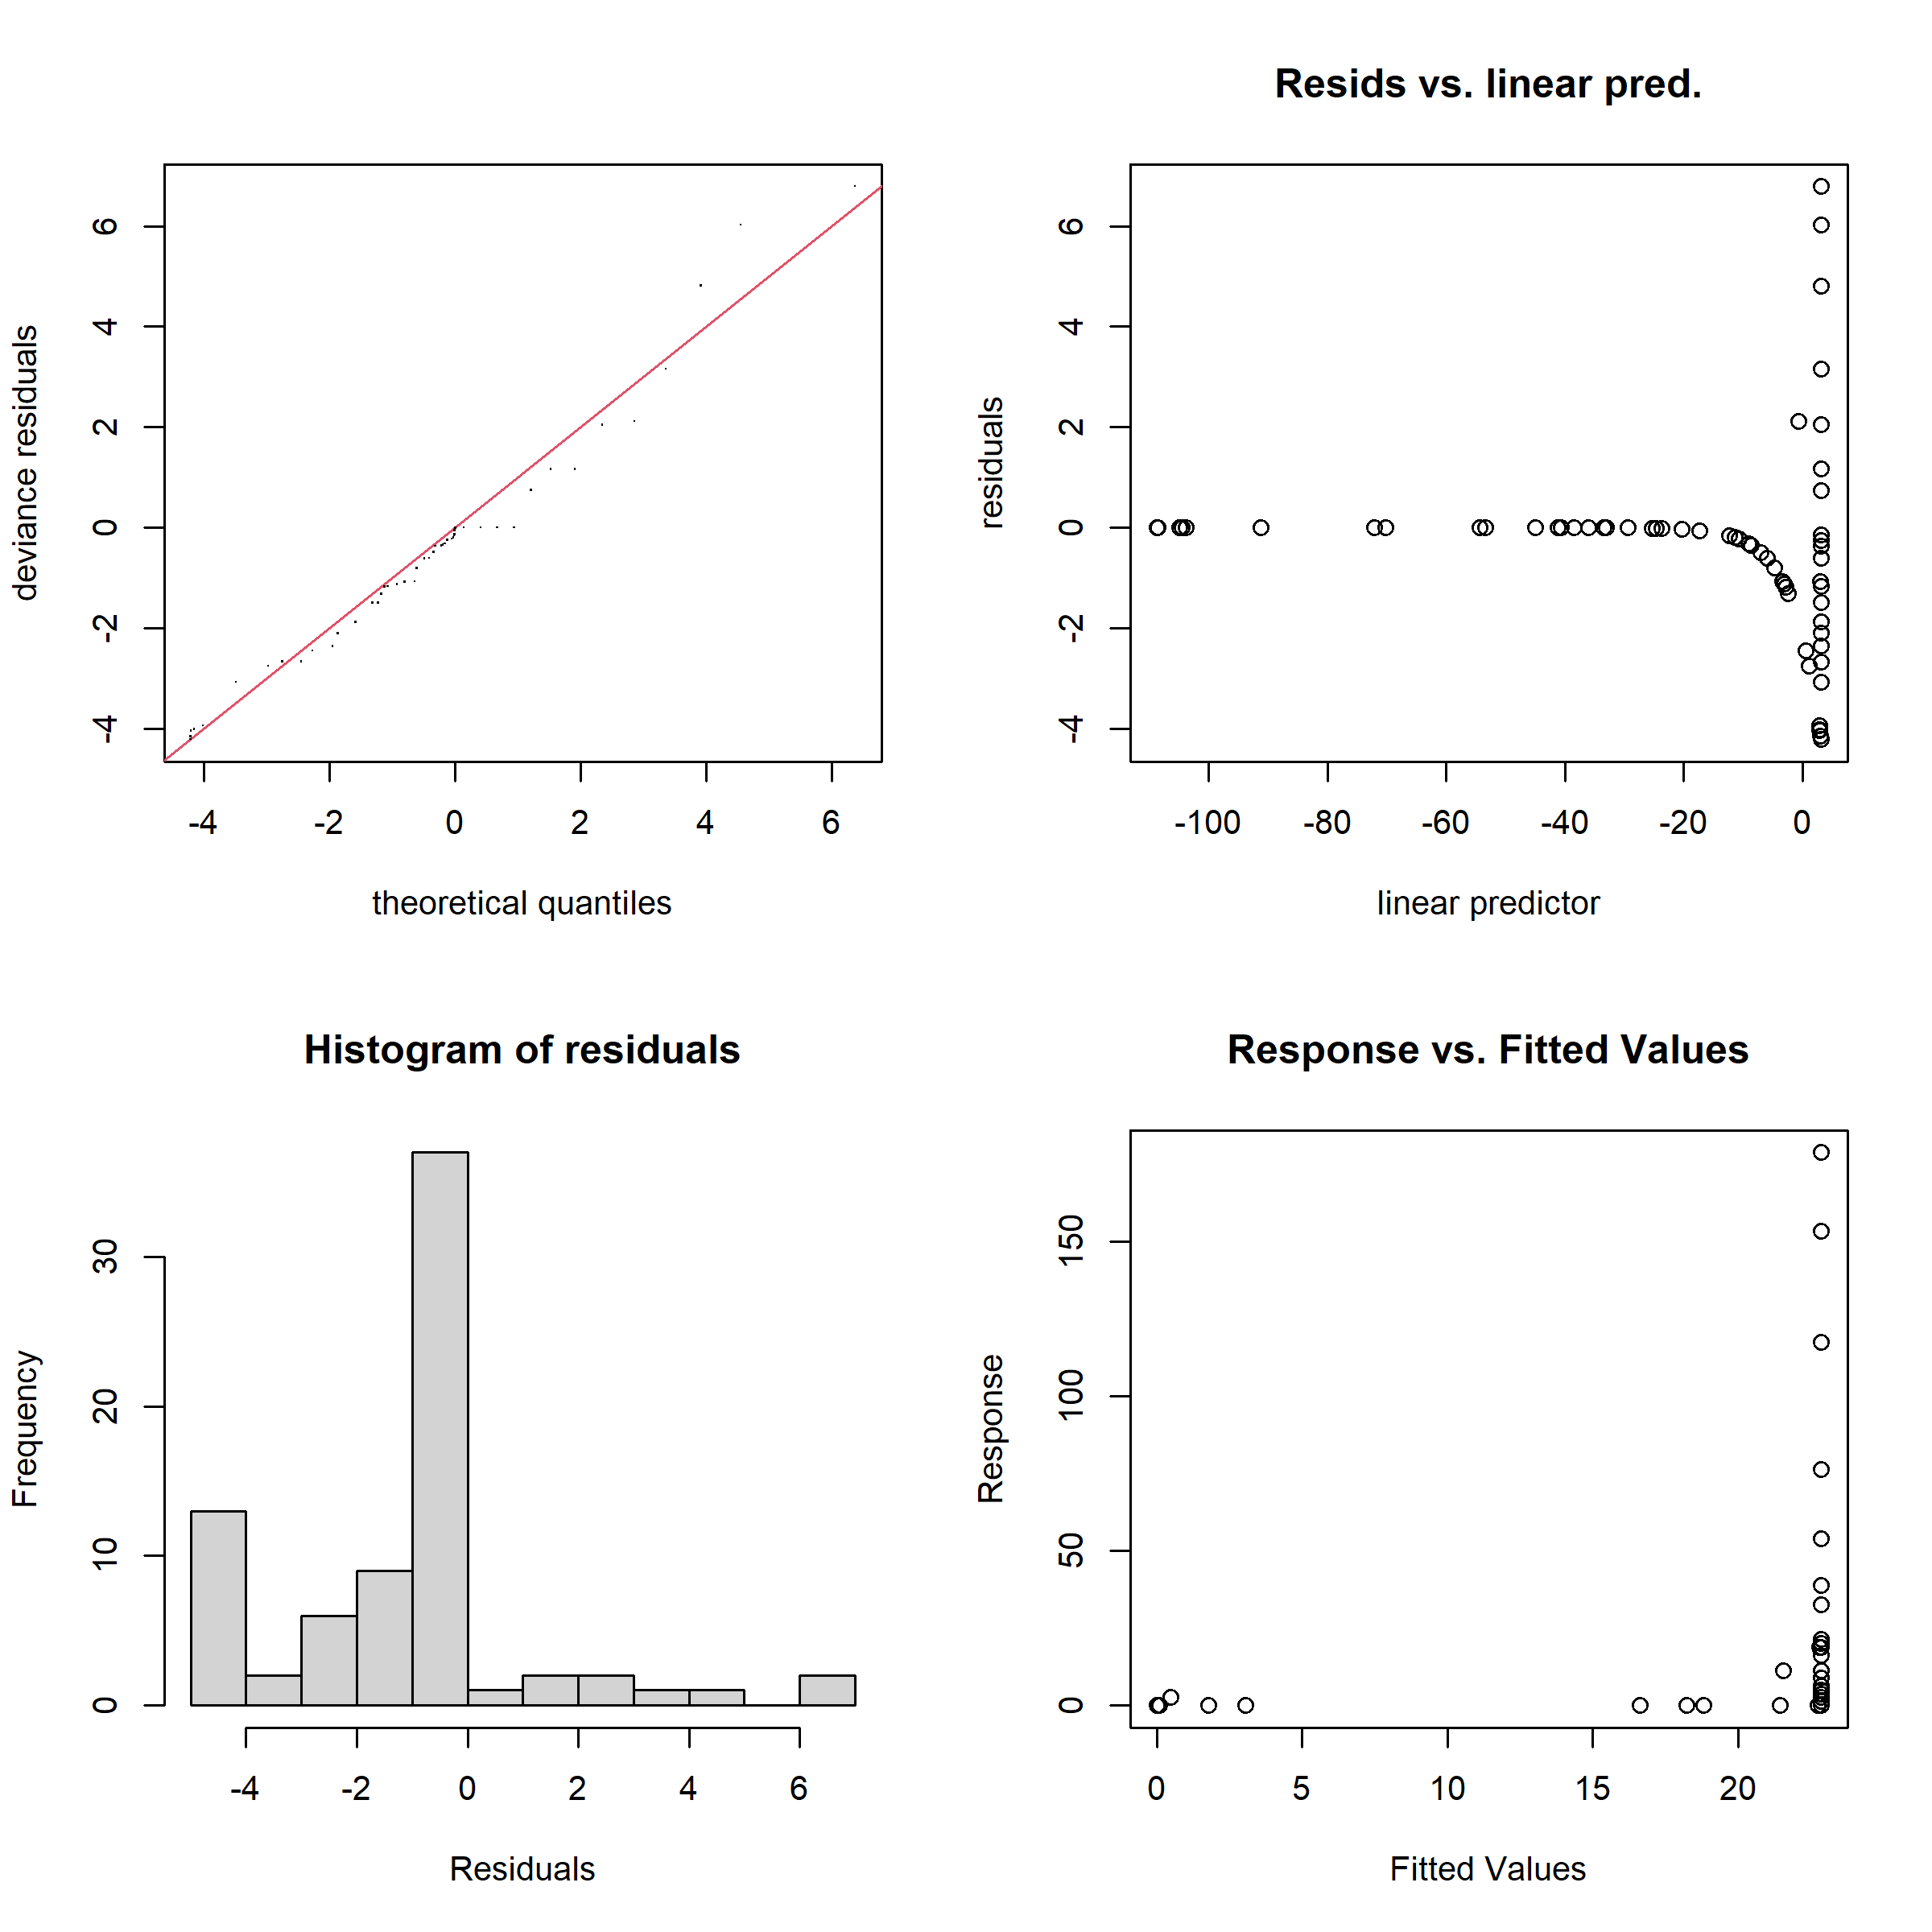 deviance residuals
6
4
2
0
-2
-4
-4 -2 0 2 4 6
theoretical quantiles
Resids vs. linear pred.
residuals
6
4
2
0
-2
-4
-100 -80 -60 -40 -20 0
linear predictor
Histogram of residuals
Frequency
30
20
10
0
-4 -2 0 2 4 6
Residuals
Response vs. Fitted Values
Response
150
100
50
0
0 5 10 15 20
Fitted Values